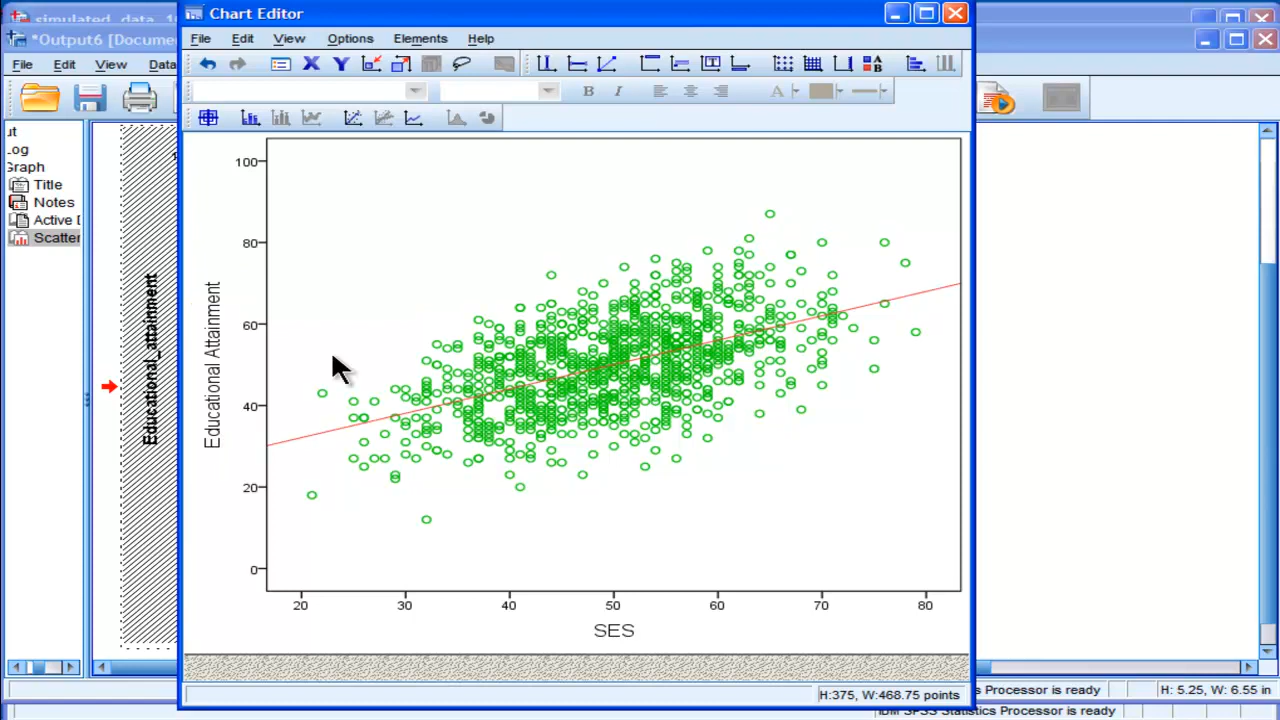 simulated_data_10
*Output6 [Docume
File Edit View Data
ut
Log
Graph
Title
Notes
Active D
Scatter
Educational_attainment
Chart Editor
File Edit View Options Elements Help
X Y
B I A
Educational Attainment
100
80
60
40
20
0
20 30 40 50 60 70 80
SES
H:375, W:468.75 points
s Processor is ready
H: 5.25, W: 6.55 in
IBM SPSS Statistics Processor is ready